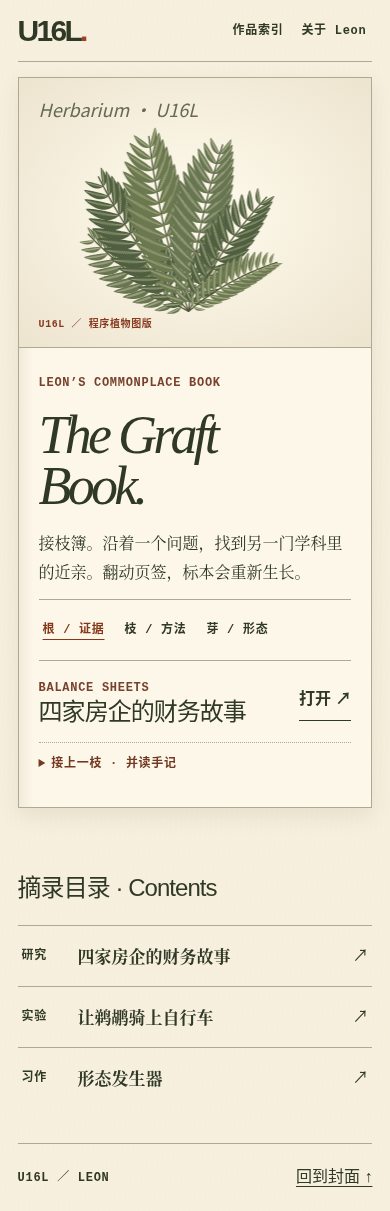 U16L.
作品索引 关于 Leon
Herbarium · U16L
U16L ／ 程序植物图版
LEON’S COMMONPLACE BOOK
The Graft
Book.
接枝簿。沿着一个问题，找到另一门学科里
的近亲。翻动页签，标本会重新生长。
根 / 证据 枝 / 方法 芽 / 形态
BALANCE SHEETS
四家房企的财务故事
打开 ↗
▶ 接上一枝 · 并读手记
摘录目录 · Contents
研究 四家房企的财务故事 ↗
实验 让鹈鹕骑上自行车 ↗
习作 形态发生器 ↗
U16L ／ LEON 回到封面 ↑